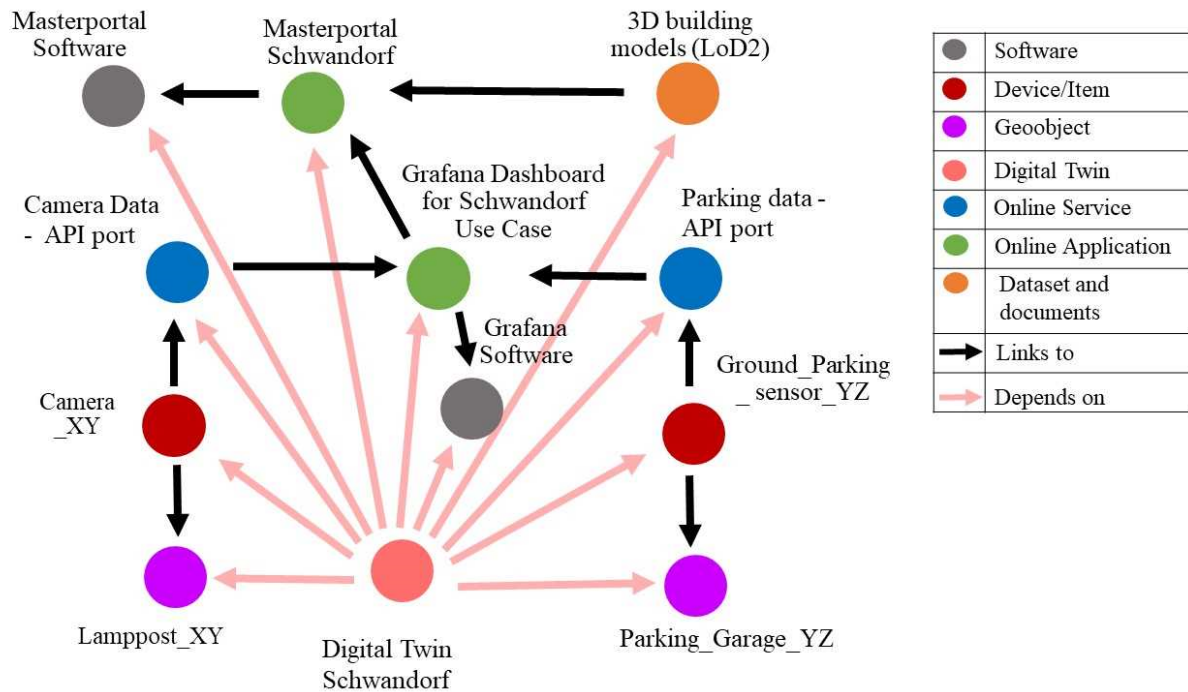 Masterportal
Software
Masterportal
Schwandorf
3D building
models (LoD2)
Camera Data
- API port
Grafana Dashboard
for Schwandorf
Use Case
Parking data -
API port
Grafana
Software
Camera
_XY
Ground_Parking
_ sensor_YZ
Lamppost_XY
Digital Twin
Schwandorf
Parking_Garage_YZ
Software
Device/Item
Geoobject
Digital Twin
Online Service
Online Application
Dataset and
documents
Links to
Depends on